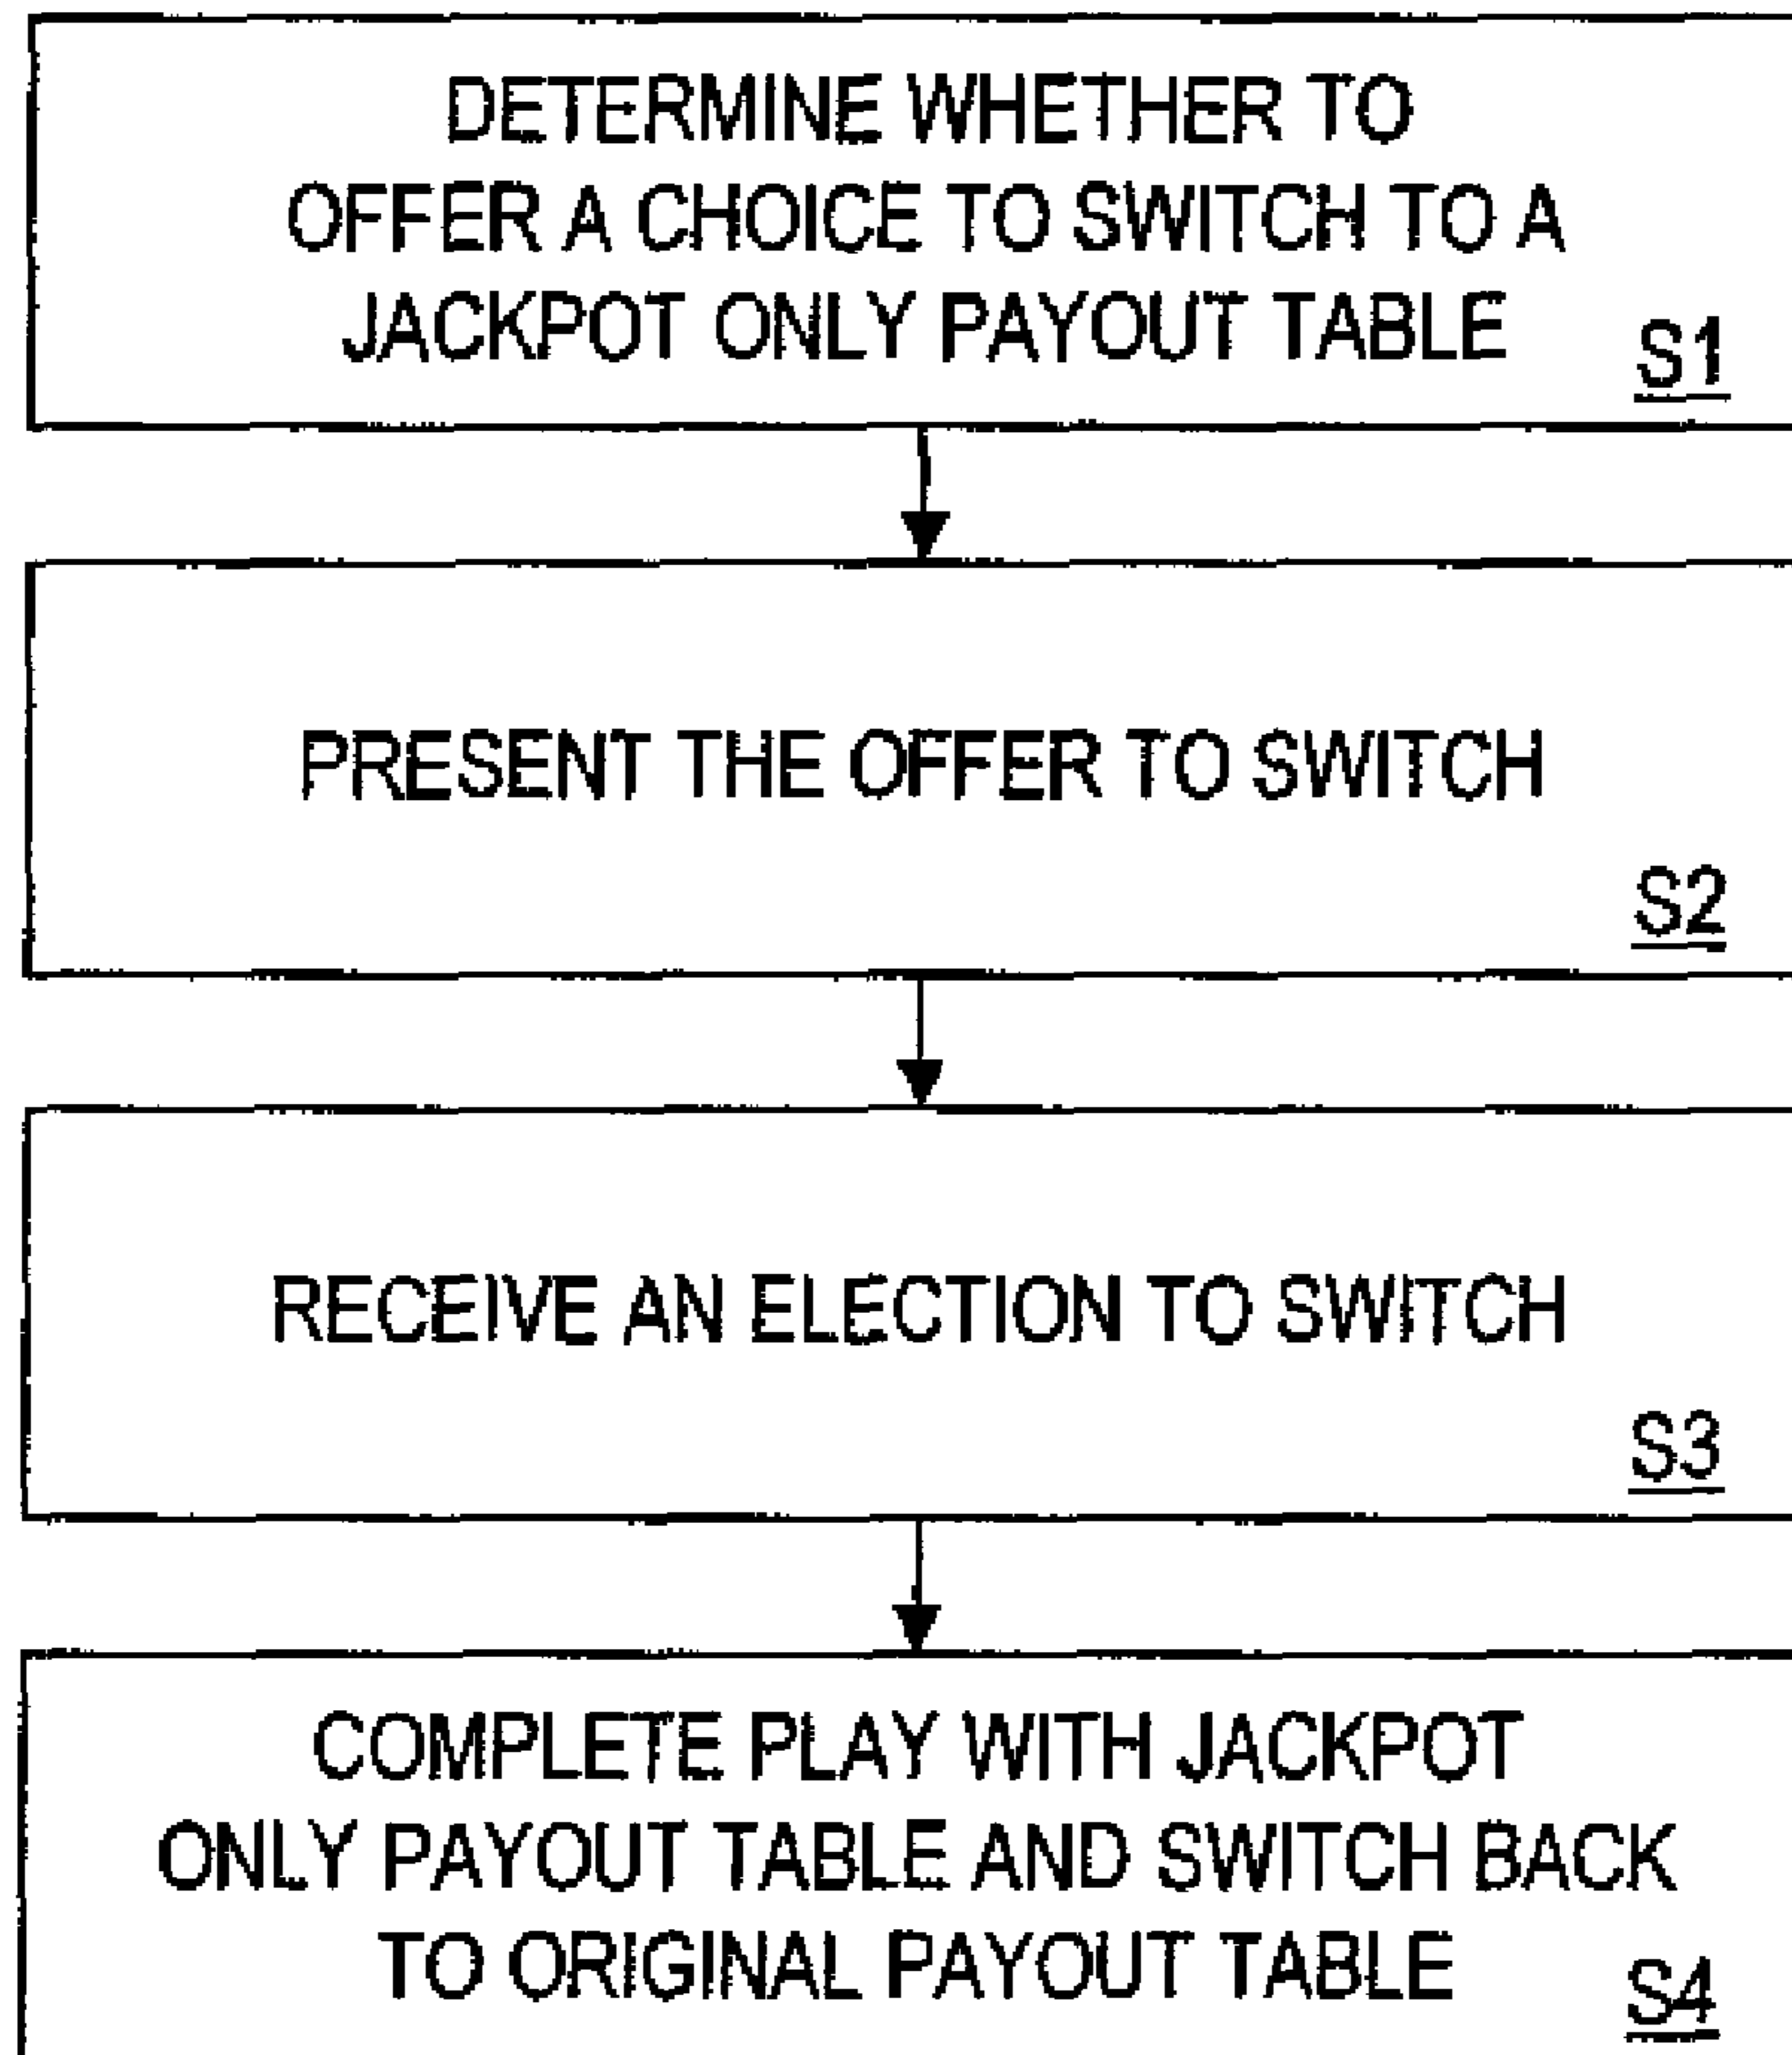 DETERMINE WHETHER TO
OFFER A CHOICE TO SWITCH TO A
JACKPOT ONLY PAYOUT TABLE
S1
PRESENT THE OFFER TO SWITCH
S2
RECEIVE AN ELECTION TO SWITCH
S3
COMPLETE PLAY WITH JACKPOT
ONLY PAYOUT TABLE AND SWITCH BACK
TO ORIGINAL PAYOUT TABLE
S4